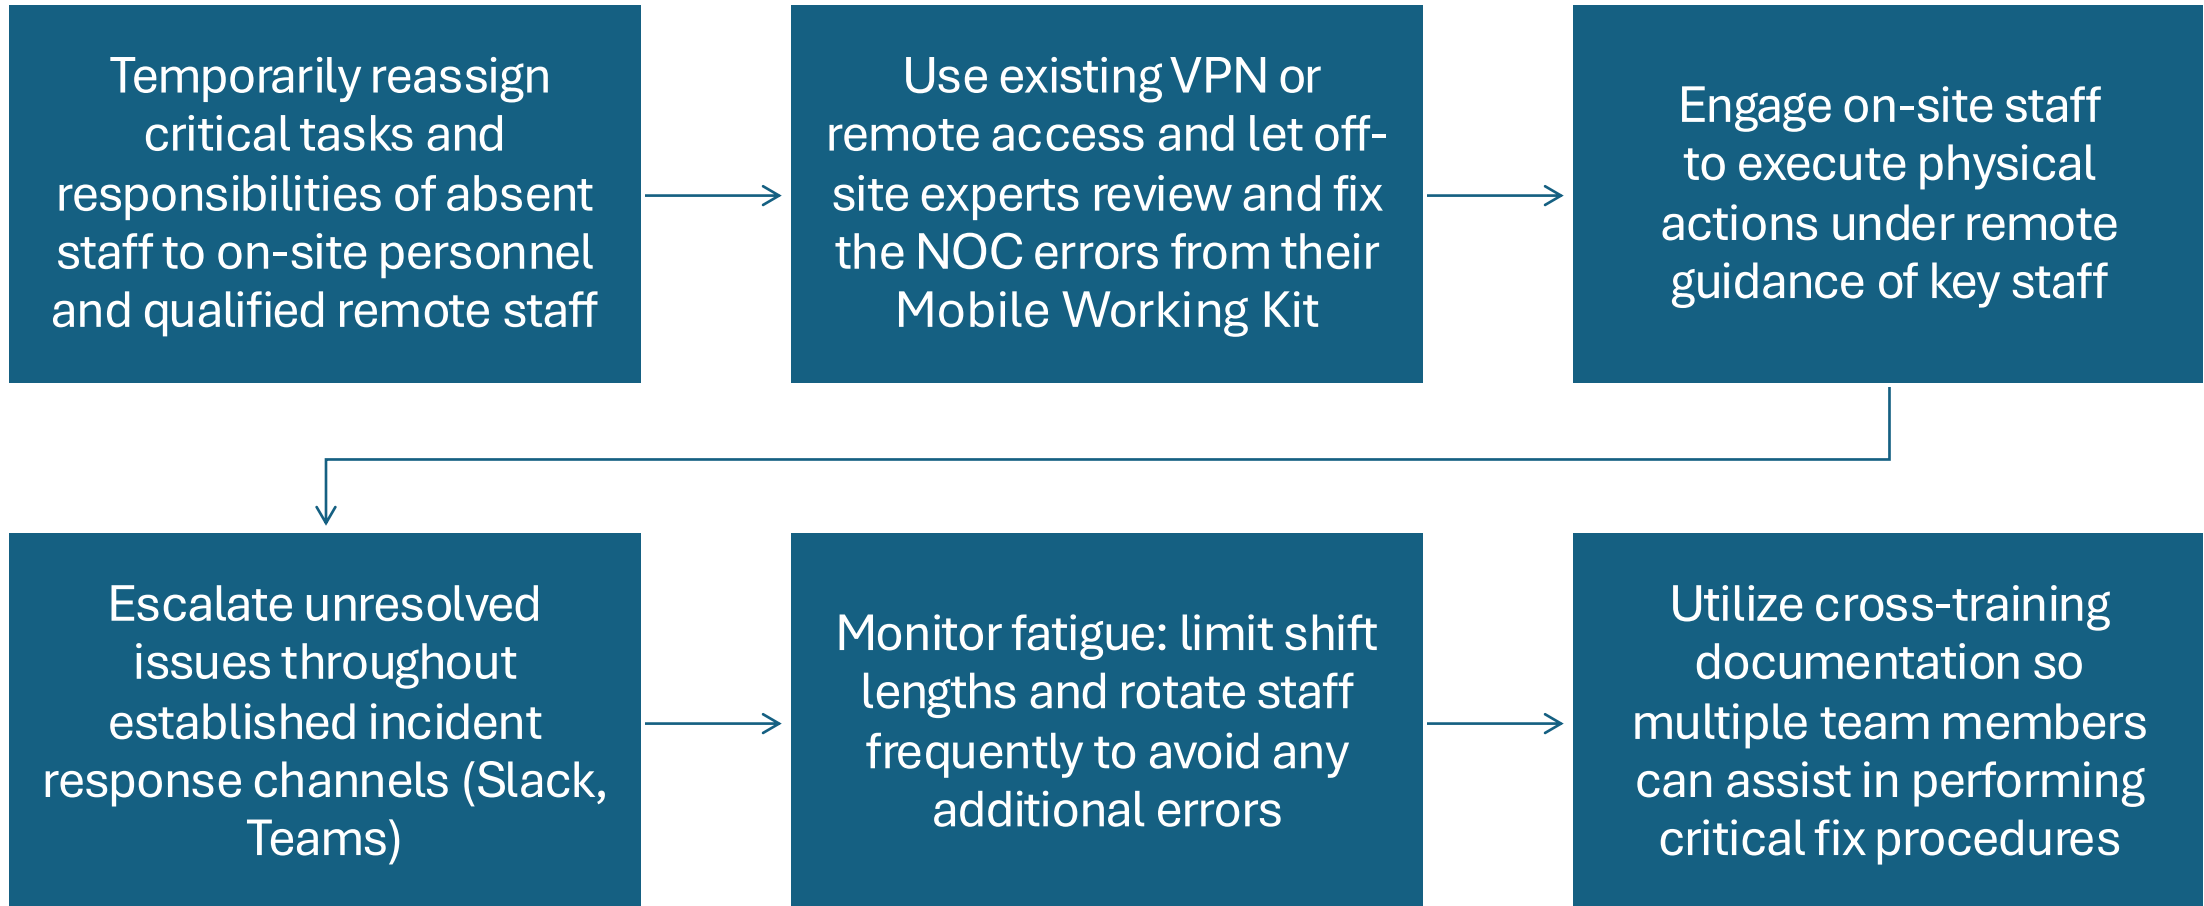 Temporarily reassign
critical tasks and
responsibilities of absent
staff to on-site personnel
and qualified remote staff
Use existing VPN or
remote access and let off-
site experts review and fix
the NOC errors from their
Mobile Working Kit
Engage on-site staff
to execute physical
actions under remote
guidance of key staff
Escalate unresolved
issues throughout
established incident
response channels (Slack,
Teams)
Monitor fatigue: limit shift
lengths and rotate staff
frequently to avoid any
additional errors
Utilize cross-training
documentation so
multiple team members
can assist in performing
critical fix procedures